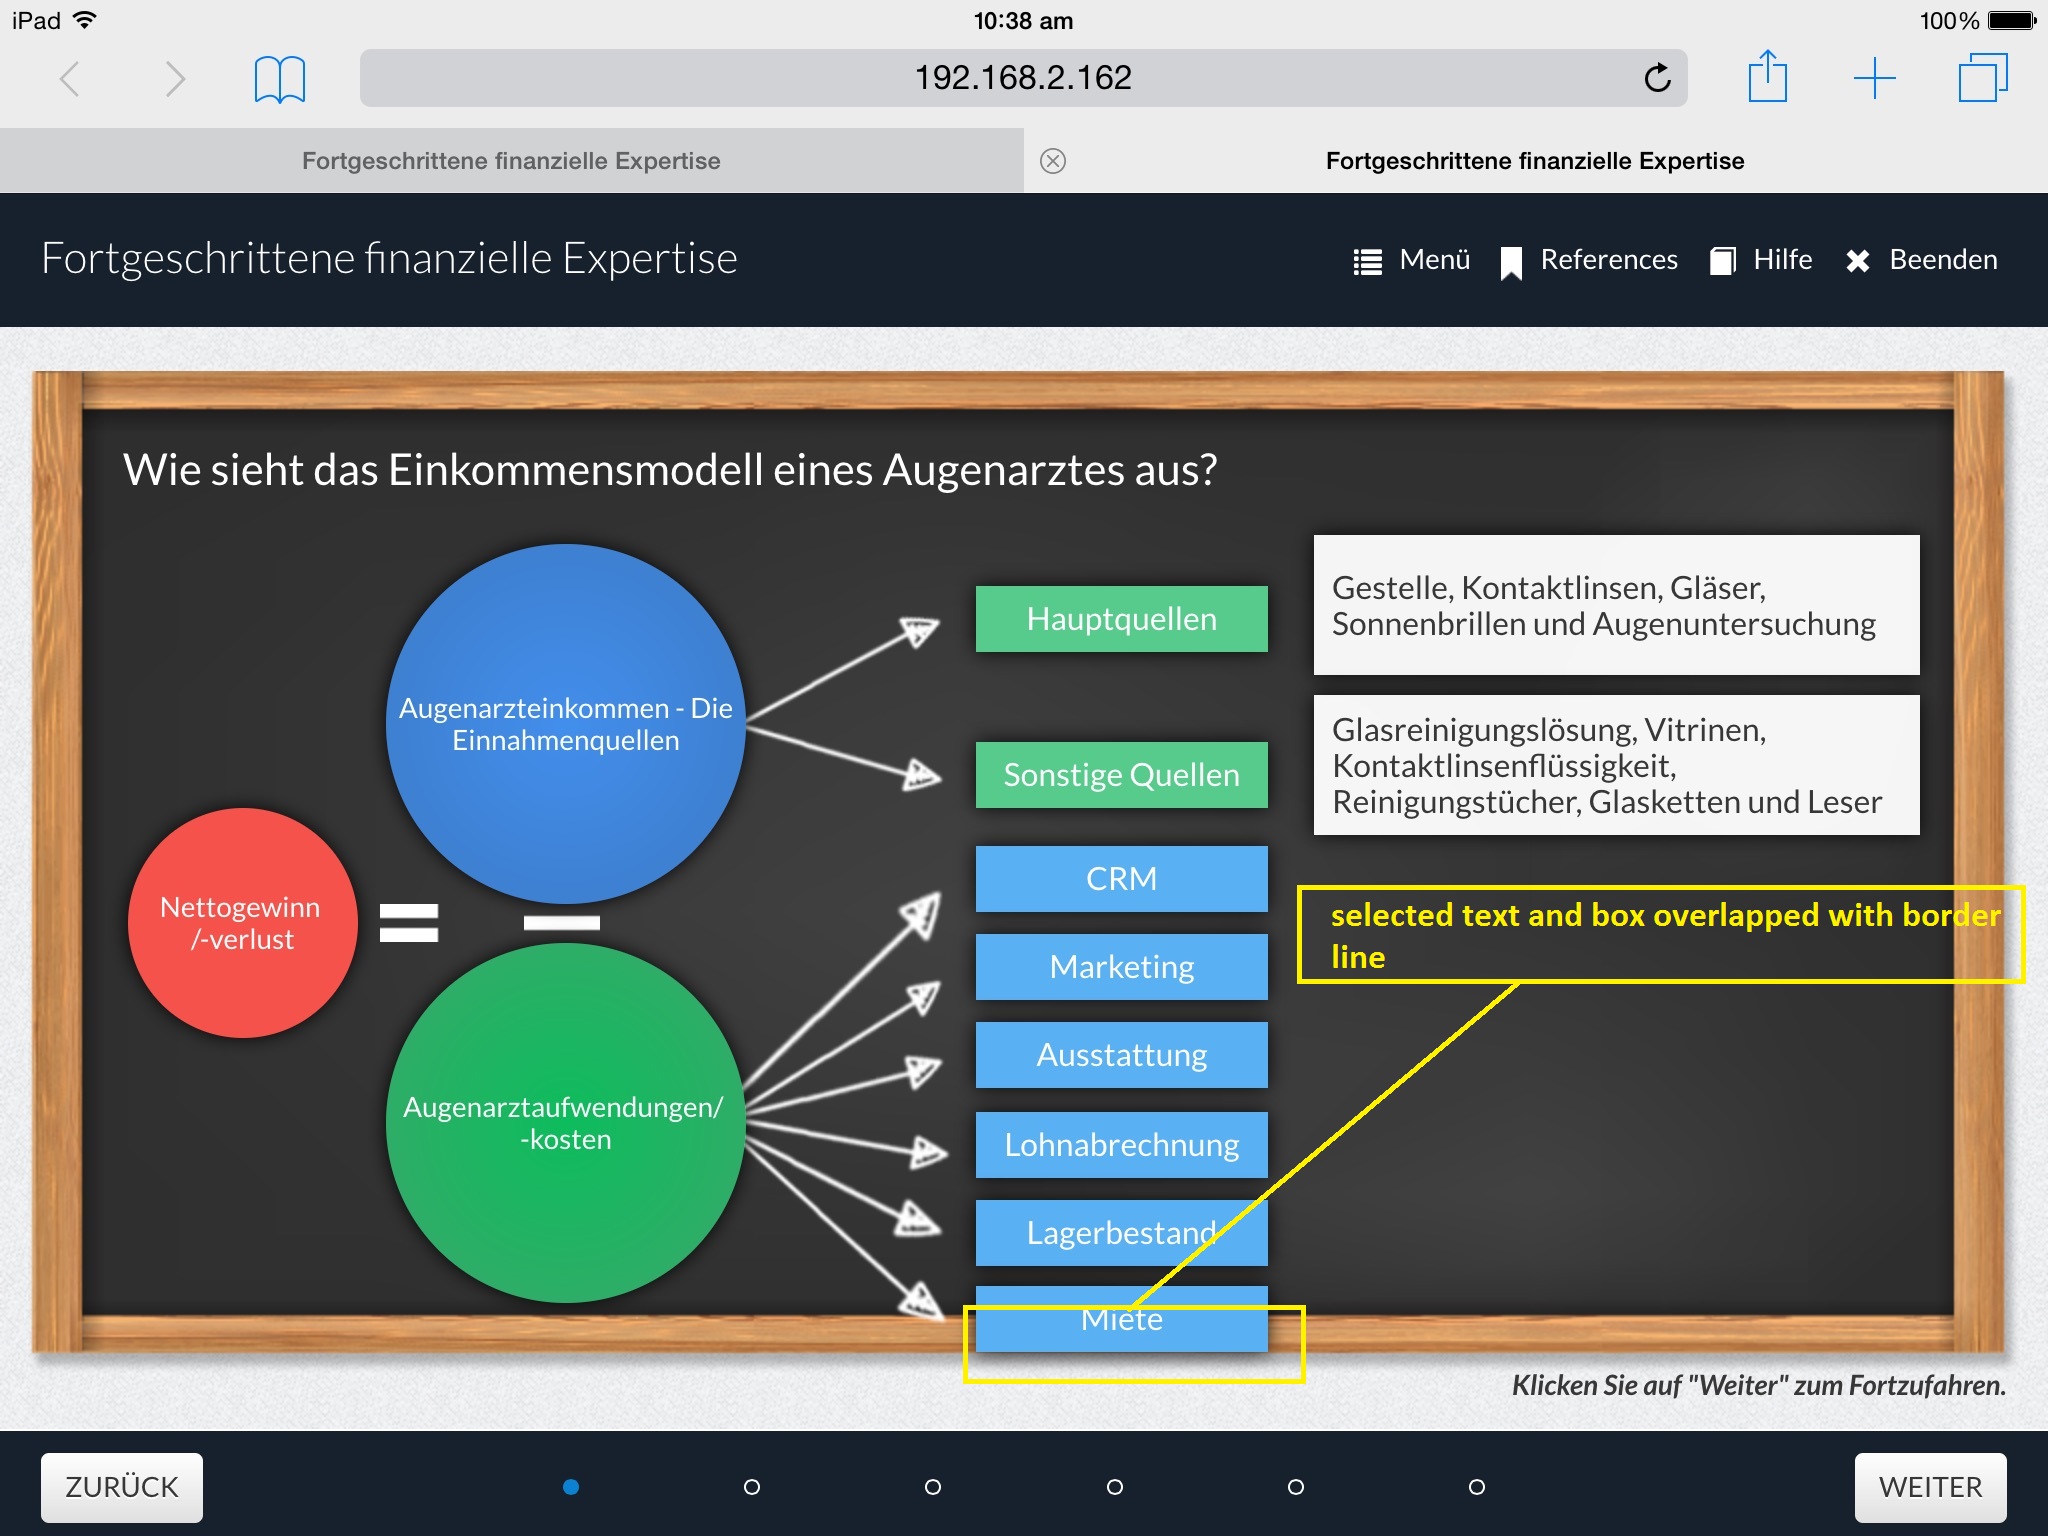 iPad
10:38 am
100%
192.168.2.162
Fortgeschrittene finanzielle Expertise
Fortgeschrittene finanzielle Expertise
Fortgeschrittene finanzielle Expertise
Menü
References
Hilfe
Beenden
Wie sieht das Einkommensmodell eines Augenarztes aus?
Nettogewinn
/-verlust
Augenarzteinkommen - Die
Einnahmenquellen
Augenarztaufwendungen/
-kosten
Hauptquellen
Gestelle, Kontaktlinsen, Gläser,
Sonnenbrillen und Augenuntersuchung
Sonstige Quellen
Glasreinigungslösung, Vitrinen,
Kontaktlinsenflüssigkeit,
Reinigungstücher, Glasketten und Leser
CRM
Marketing
Ausstattung
Lohnabrechnung
Lagerbestand
Miete
selected text and box overlapped with border
line
Klicken Sie auf "Weiter" zum Fortzufahren.
ZURÜCK
WEITER